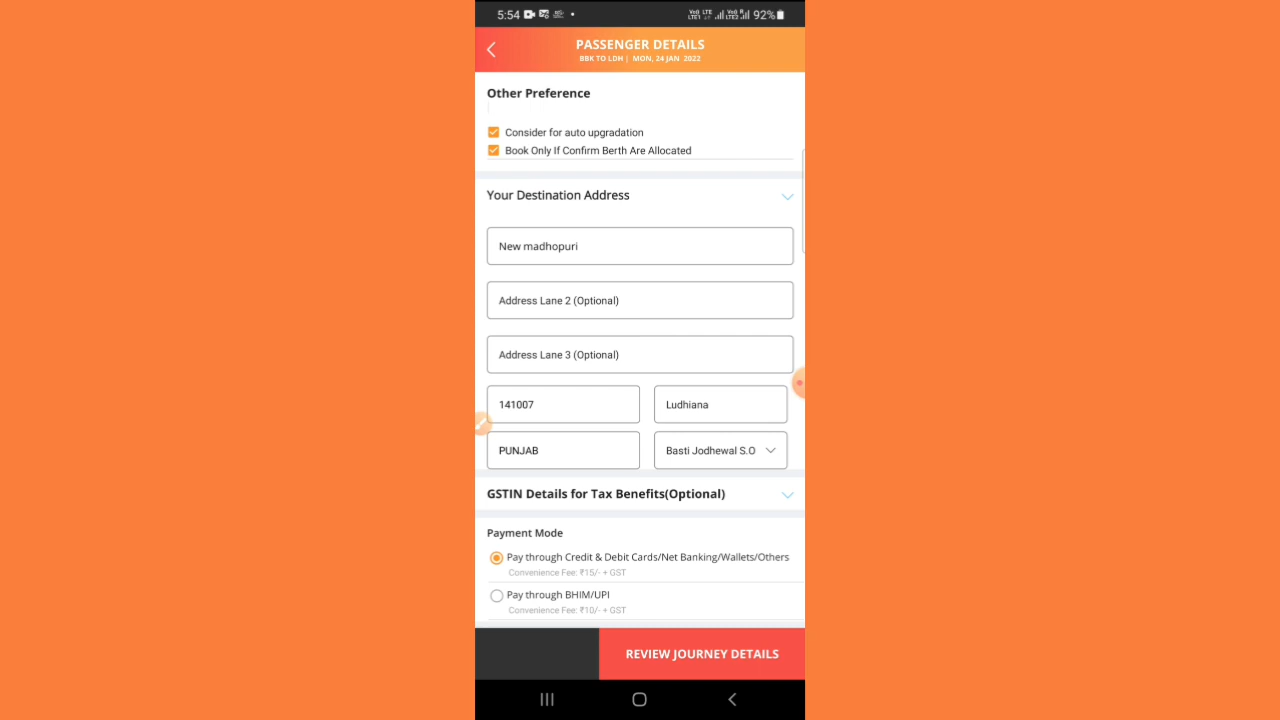 5:54
92%
PASSENGER DETAILS
BBK TO LDH | MON, 24 JAN 2022
Other Preference
Consider for auto upgradation
Book Only If Confirm Berth Are Allocated
Your Destination Address
New madhopuri
Address Lane 2 (Optional)
Address Lane 3 (Optional)
141007
Ludhiana
PUNJAB
Basti Jodhewal S.O
GSTIN Details for Tax Benefits(Optional)
Payment Mode
Pay through Credit & Debit Cards/Net Banking/Wallets/Others
Convenience Fee: ₹15/- + GST
Pay through BHIM/UPI
Convenience Fee: ₹10/- + GST
REVIEW JOURNEY DETAILS